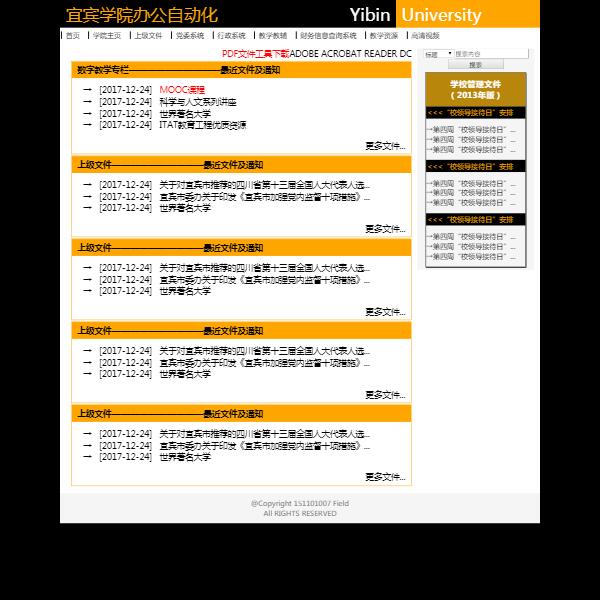 宜宾学院办公自动化
Yibin University
首页 学院主页 上级文件 党委系统 行政系统 教学教辅 财务信息查询系统 教学资源 高清视频
PDF文件工具下载ADOBE ACROBAT READER DC
标题 搜索内容
搜索
数字教学专栏——————————最近文件及通知
→ [2017-12-24] MOOC课程
→ [2017-12-24] 科学与人文系列讲座
→ [2017-12-24] 世界著名大学
→ [2017-12-24] ITAT教育工程优质资源
更多文件...
上级文件——————————最近文件及通知
→ [2017-12-24] 关于对宜宾市推荐的四川省第十三届全国人大代表人选...
→ [2017-12-24] 宜宾市委办关于印发《宜宾市加强党内监督十项措施》...
→ [2017-12-24] 世界著名大学
更多文件...
上级文件——————————最近文件及通知
→ [2017-12-24] 关于对宜宾市推荐的四川省第十三届全国人大代表人选...
→ [2017-12-24] 宜宾市委办关于印发《宜宾市加强党内监督十项措施》...
→ [2017-12-24] 世界著名大学
更多文件...
上级文件——————————最近文件及通知
→ [2017-12-24] 关于对宜宾市推荐的四川省第十三届全国人大代表人选...
→ [2017-12-24] 宜宾市委办关于印发《宜宾市加强党内监督十项措施》...
→ [2017-12-24] 世界著名大学
更多文件...
上级文件——————————最近文件及通知
→ [2017-12-24] 关于对宜宾市推荐的四川省第十三届全国人大代表人选...
→ [2017-12-24] 宜宾市委办关于印发《宜宾市加强党内监督十项措施》...
→ [2017-12-24] 世界著名大学
更多文件...
学校管理文件
（2013年版）
<<<“校领导接待日”安排
→第四周“校领导接待日”...
→第四周“校领导接待日”...
→第四周“校领导接待日”...
<<<“校领导接待日”安排
→第四周“校领导接待日”...
→第四周“校领导接待日”...
→第四周“校领导接待日”...
<<<“校领导接待日”安排
→第四周“校领导接待日”...
→第四周“校领导接待日”...
→第四周“校领导接待日”...
@Copyright 151101007 Field
All RIGHTS RESERVED